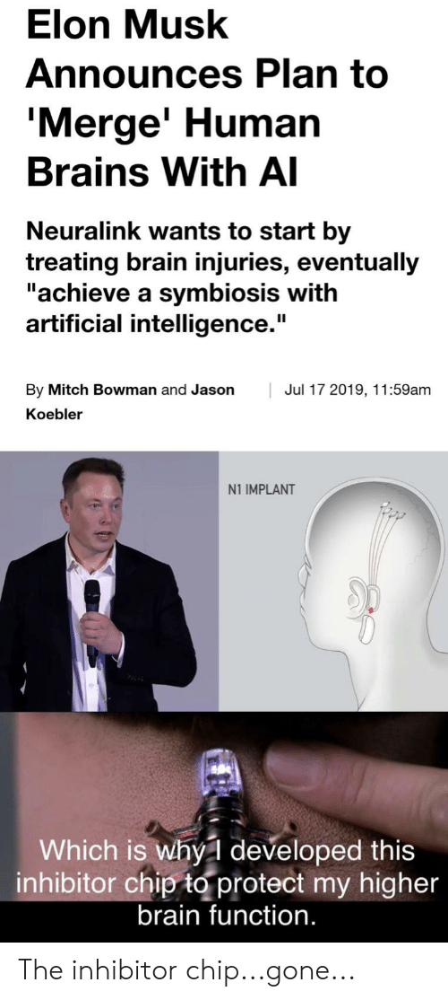 Elon Musk
Announces Plan to
'Merge' Human
Brains With AI
Neuralink wants to start by
treating brain injuries, eventually
"achieve a symbiosis with
artificial intelligence."
By Mitch Bowman and Jason
Koebler
Jul 17 2019, 11:59am
N1 IMPLANT
Which is why I developed this
inhibitor chip to protect my higher
brain function.
The inhibitor chip...gone...